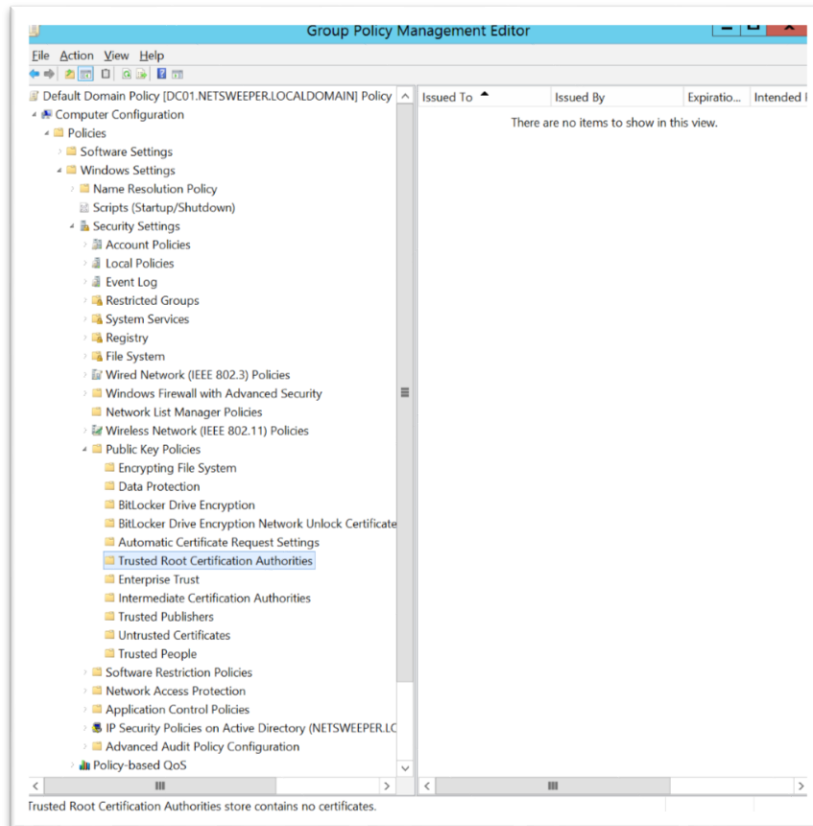 Group Policy Management Editor
File Action View Help
Default Domain Policy [DC01.NETSWEEPER.LOCALDOMAIN] Policy
Computer Configuration
Policies
Software Settings
Windows Settings
Name Resolution Policy
Scripts (Startup/Shutdown)
Security Settings
Account Policies
Local Policies
Event Log
Restricted Groups
System Services
Registry
File System
Wired Network (IEEE 802.3) Policies
Windows Firewall with Advanced Security
Network List Manager Policies
Wireless Network (IEEE 802.11) Policies
Public Key Policies
Encrypting File System
Data Protection
BitLocker Drive Encryption
BitLocker Drive Encryption Network Unlock Certificate
Automatic Certificate Request Settings
Trusted Root Certification Authorities
Enterprise Trust
Intermediate Certification Authorities
Trusted Publishers
Untrusted Certificates
Trusted People
Software Restriction Policies
Network Access Protection
Application Control Policies
IP Security Policies on Active Directory (NETSWEEPER.LC
Advanced Audit Policy Configuration
Policy-based QoS
Issued To Issued By Expiratio... Intended
There are no items to show in this view.
Trusted Root Certification Authorities store contains no certificates.